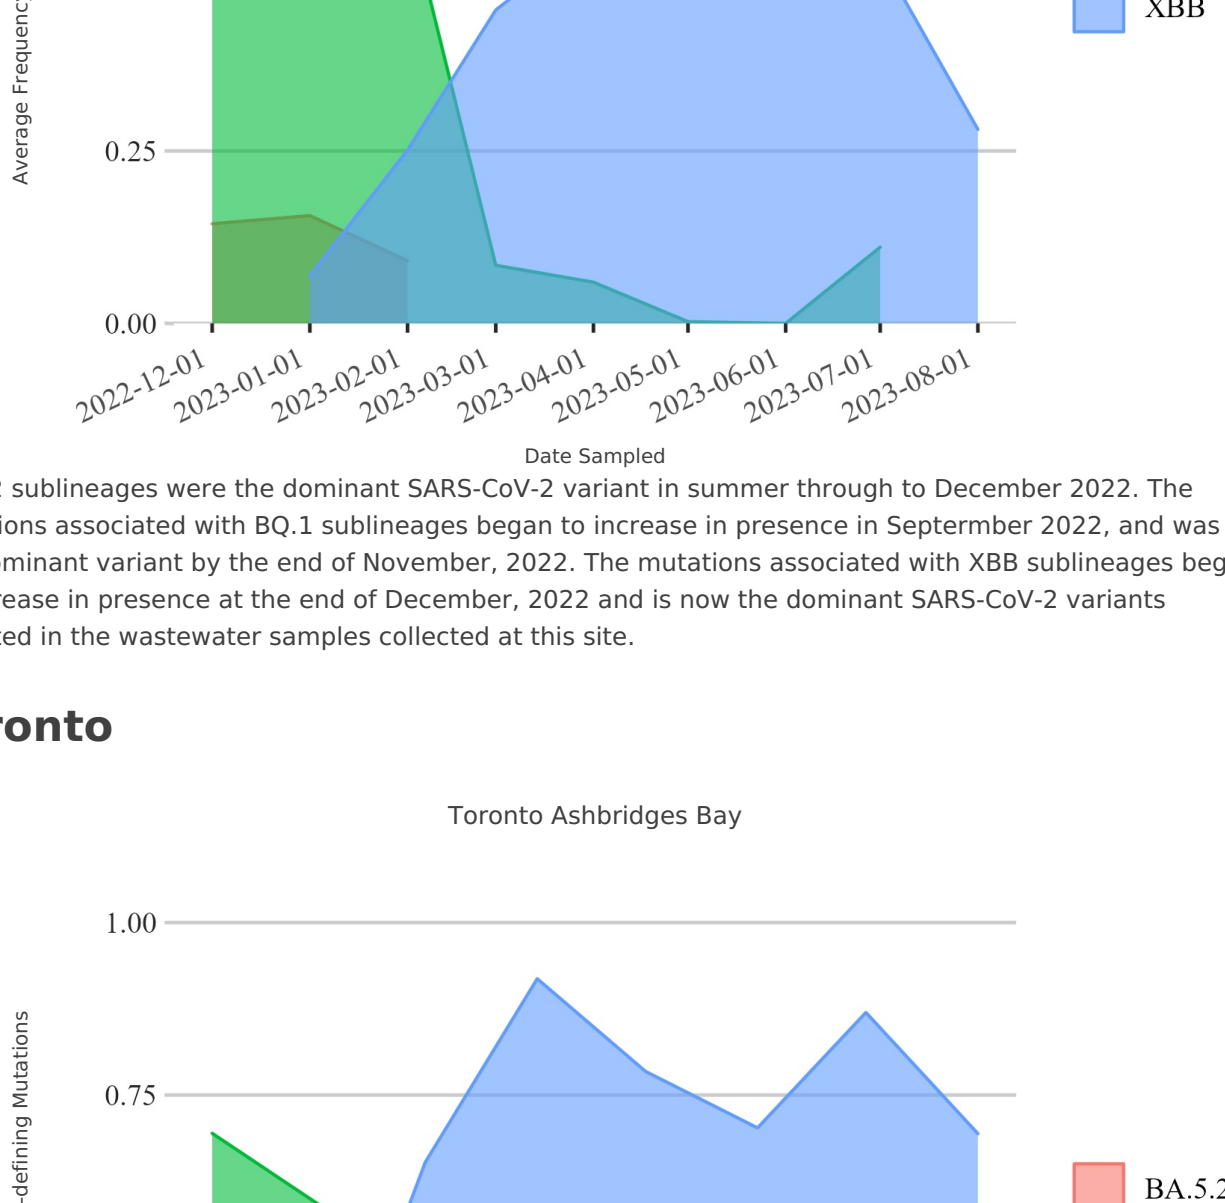 XBB
Average Frequency
0.25
0.00
2022-12-01
2023-01-01
2023-02-01
2023-03-01
2023-04-01
2023-05-01
2023-06-01
2023-07-01
2023-08-01
Date Sampled
2 sublineages were the dominant SARS-CoV-2 variant in summer through to December 2022. The
ions associated with BQ.1 sublineages began to increase in presence in Septermber 2022, and was
ominant variant by the end of November, 2022. The mutations associated with XBB sublineages beg
rease in presence at the end of December, 2022 and is now the dominant SARS-CoV-2 variants
ted in the wastewater samples collected at this site.
ronto
Toronto Ashbridges Bay
1.00
0.75
-defining Mutations
BA.5.2